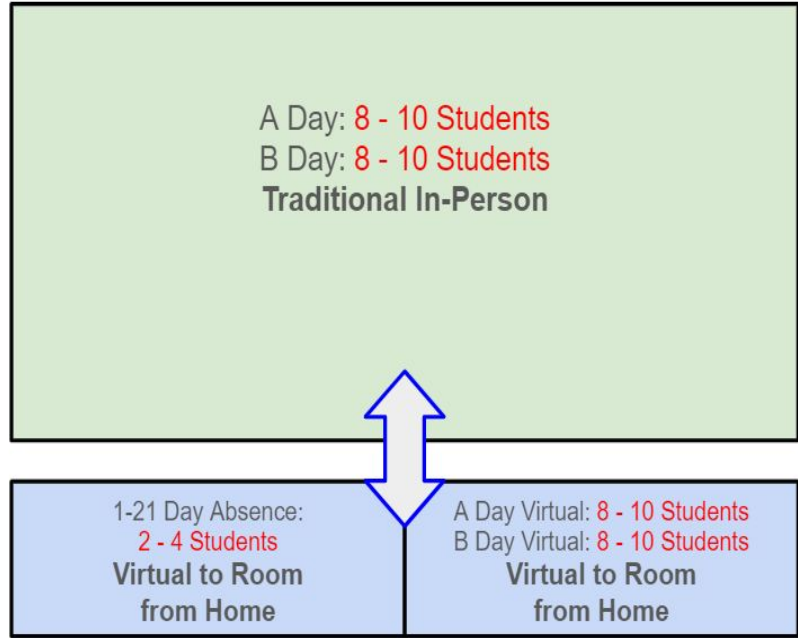 A Day: 8 - 10 Students
B Day: 8 - 10 Students
Traditional In-Person
1-21 Day Absence:
2 - 4 Students
Virtual to Room
from Home
A Day Virtual: 8 - 10 Students
B Day Virtual: 8 - 10 Students
Virtual to Room
from Home